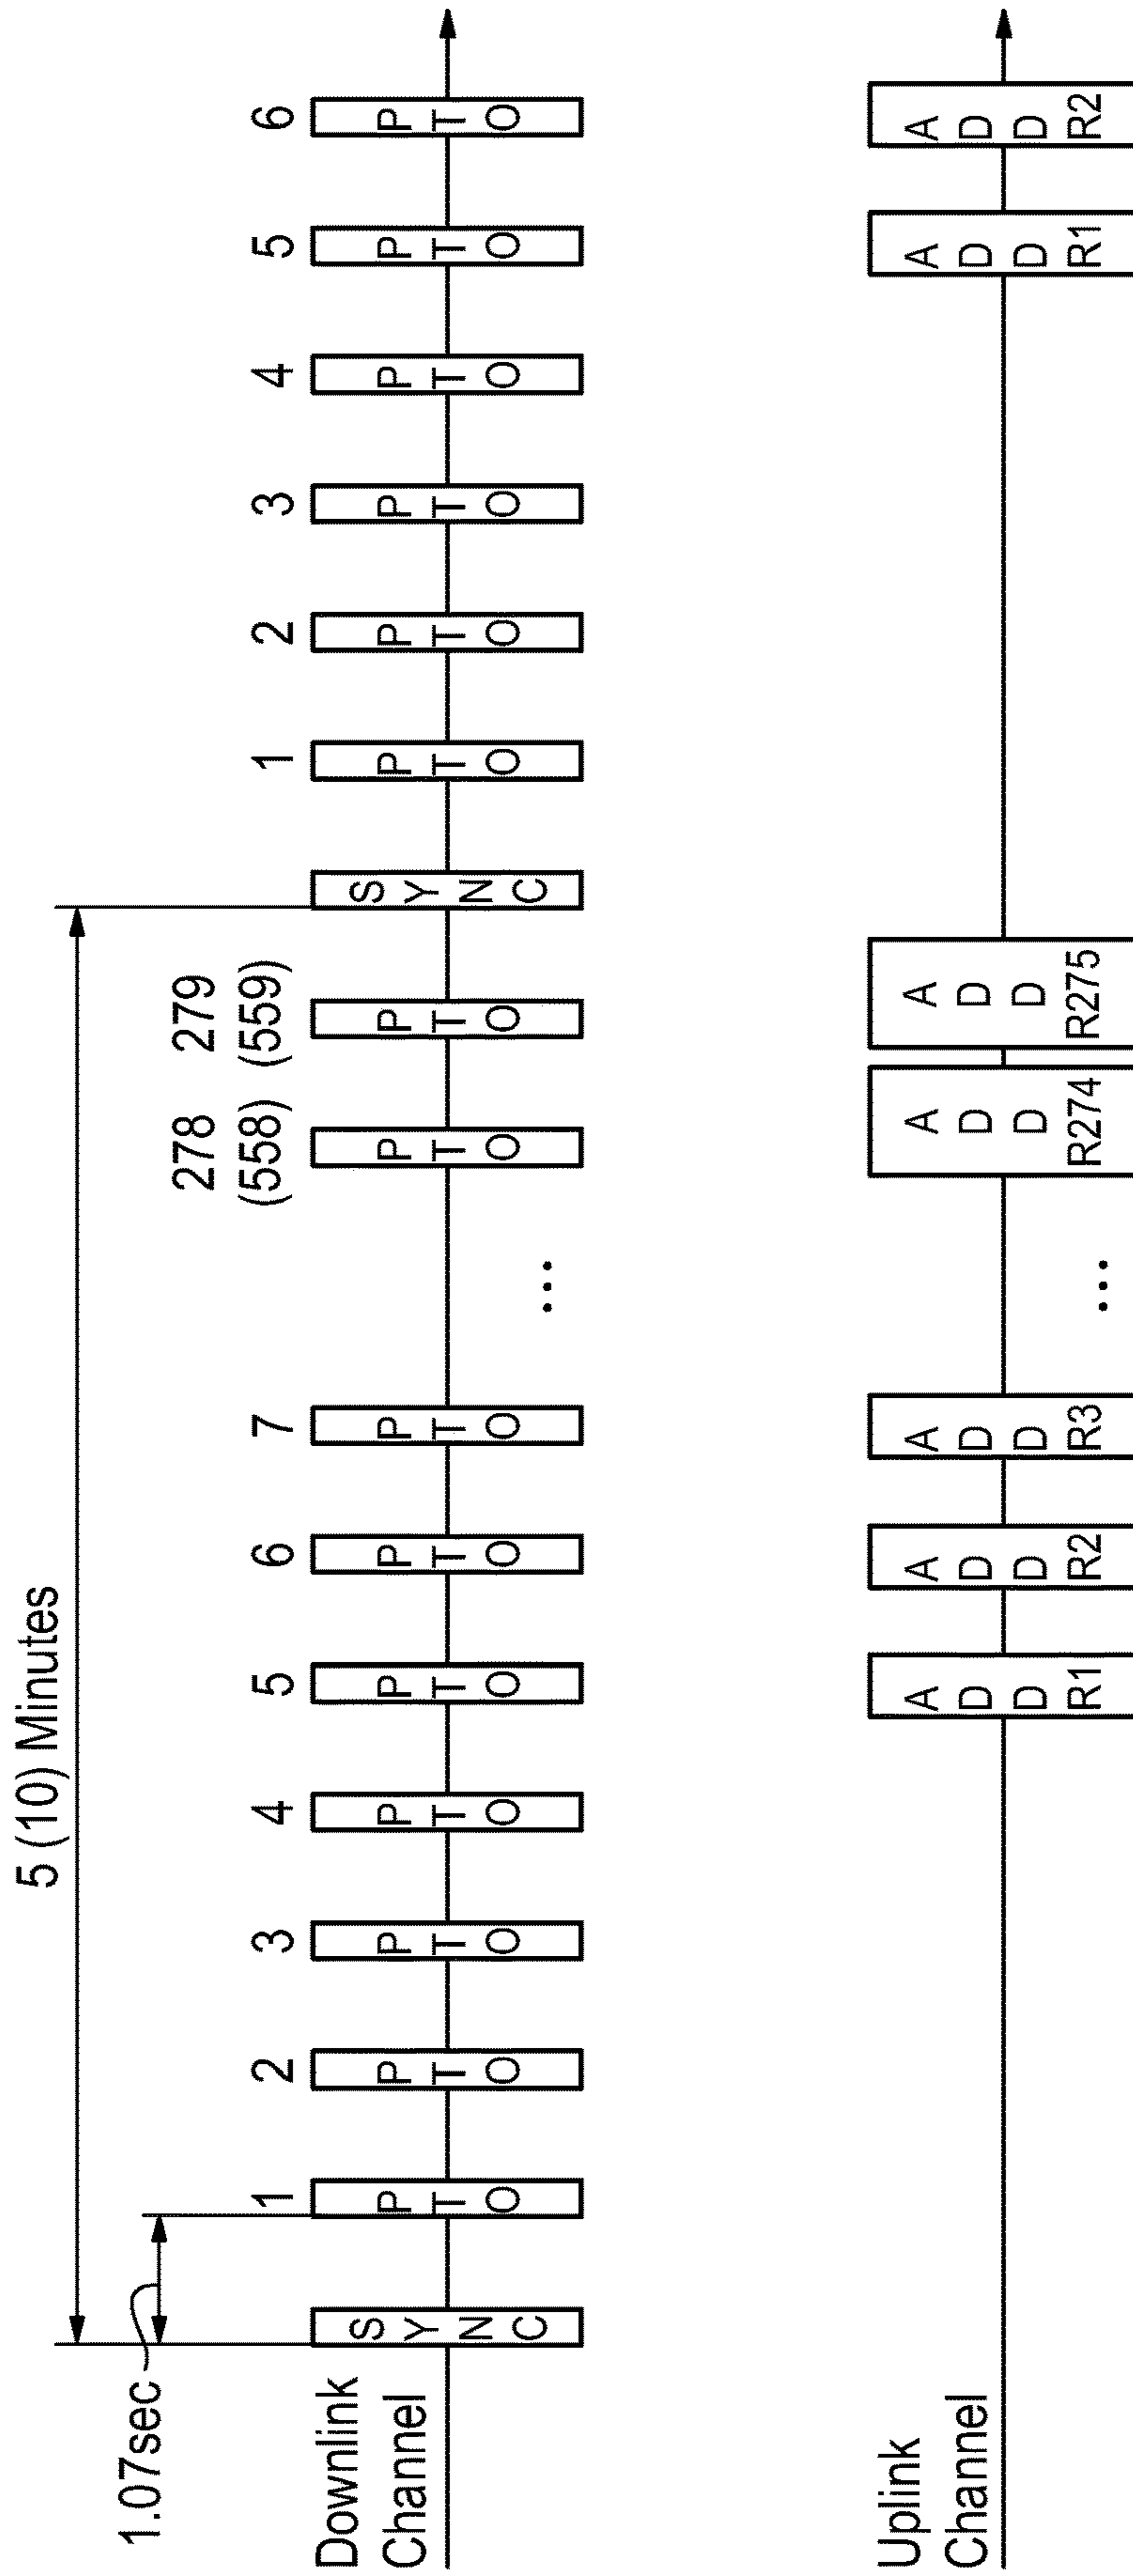 5 (10) Minutes
1.07sec
1 2 3 4 5 6 7 278 279 1 2 3 4 5 6
(558) (559)
Downlink
Channel
SYNC PTO PTO PTO PTO PTO PTO PTO ... PTO PTO SYNC PTO PTO PTO PTO PTO PTO
Uplink
Channel
ADD R1 ADD R2 ADD R3 ... ADD R274 ADD R275 ADD R1 ADD R2